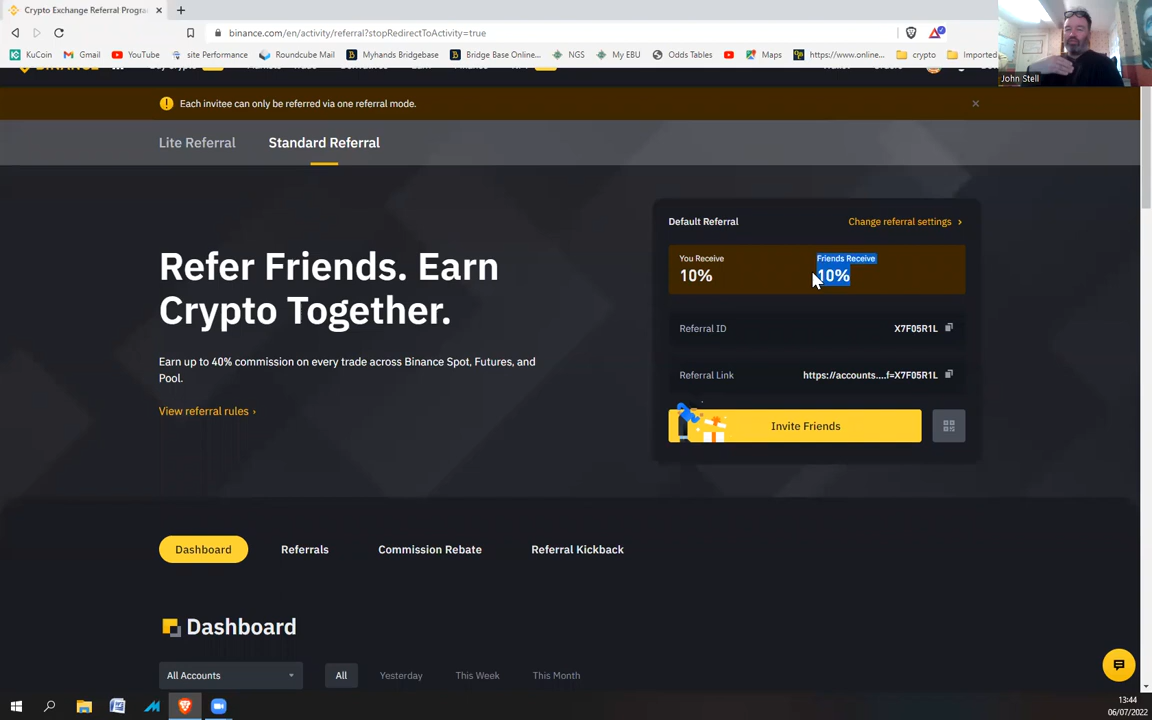 Crypto Exchange Referral Progra
binance.com/en/activity/referral?stopRedirectToActivity=true
KuCoin
Gmail
YouTube
site Performance
Roundcube Mail
Myhands Bridgebase
Bridge Base Online...
NGS
My EBU
Odds Tables
Maps
https://www.online...
crypto
Imported
John Stell
Each invitee can only be referred via one referral mode.
Lite Referral
Standard Referral
Refer Friends. Earn
Crypto Together.
Earn up to 40% commission on every trade across Binance Spot, Futures, and
Pool.
View referral rules
Default Referral
Change referral settings
You Receive
Friends Receive
10%
10%
Referral ID
X7F05R1L
Referral Link
https://accounts....f=X7F05R1L
Invite Friends
Dashboard
Referrals
Commission Rebate
Referral Kickback
Dashboard
All Accounts
All
Yesterday
This Week
This Month
13:44
06/07/2022